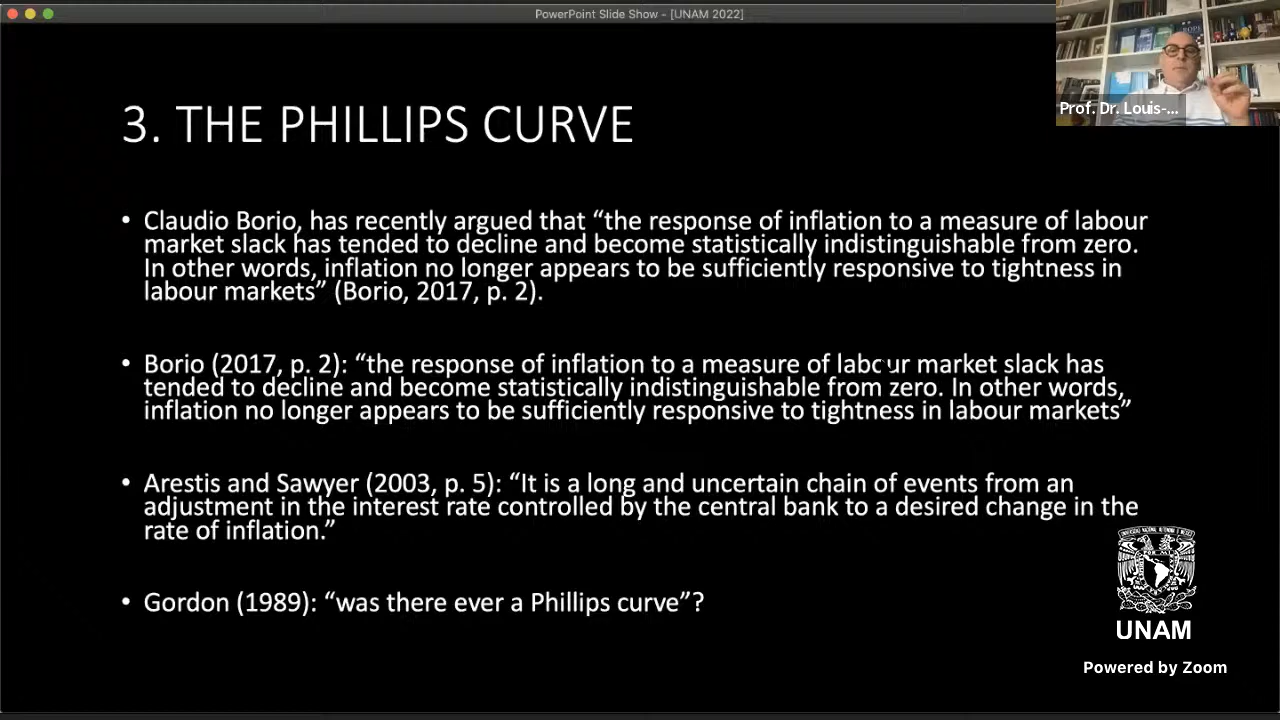 PowerPoint Slide Show - [UNAM 2022]
Prof. Dr. Louis-...
3. THE PHILLIPS CURVE
• Claudio Borio, has recently argued that “the response of inflation to a measure of labour
market slack has tended to decline and become statistically indistinguishable from zero.
In other words, inflation no longer appears to be sufficiently responsive to tightness in
labour markets” (Borio, 2017, p. 2).
• Borio (2017, p. 2): “the response of inflation to a measure of labour market slack has
tended to decline and become statistically indistinguishable from zero. In other words,
inflation no longer appears to be sufficiently responsive to tightness in labour markets”
• Arestis and Sawyer (2003, p. 5): “It is a long and uncertain chain of events from an
adjustment in the interest rate controlled by the central bank to a desired change in the
rate of inflation.”
• Gordon (1989): “was there ever a Phillips curve”?
UNAM
Powered by Zoom